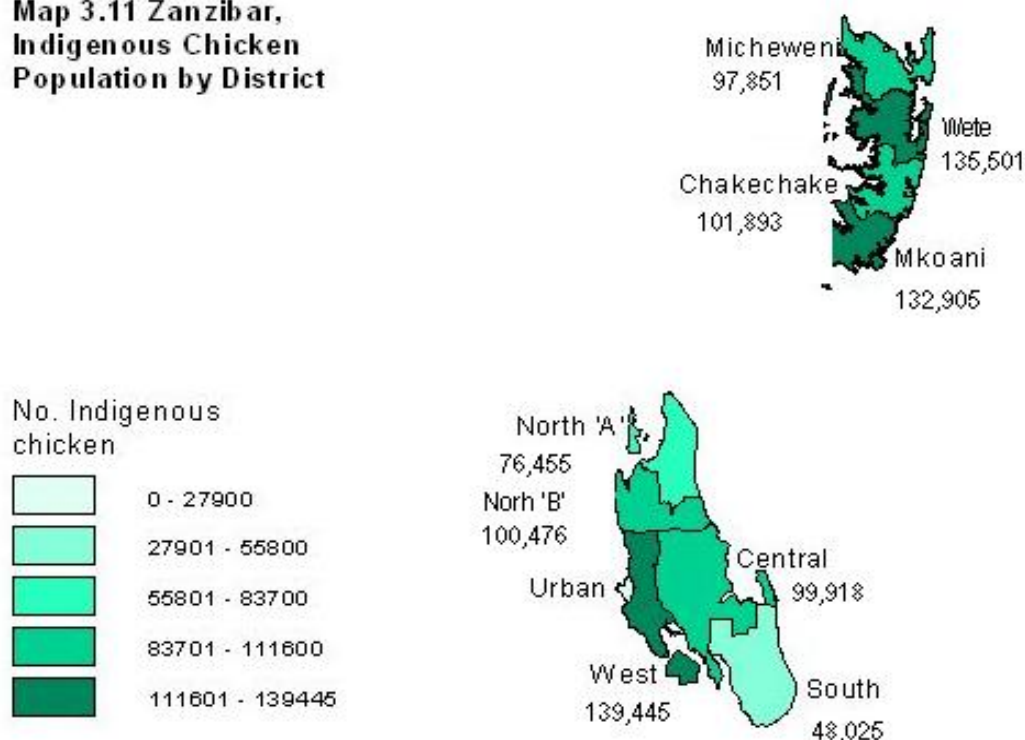 Map 3.11 Zanzibar,
Indigenous Chicken
Population by District
Micheweni
97,851
Wete
135,501
Chakechake
101,893
Mkoani
132,905
No. Indigenous
chicken
0 - 27900
27901 - 55800
55801 - 83700
83701 - 111600
111601 - 139445
North 'A'
76,455
Norh 'B'
100,476
Central
99,918
Urban
West
139,445
South
48,025